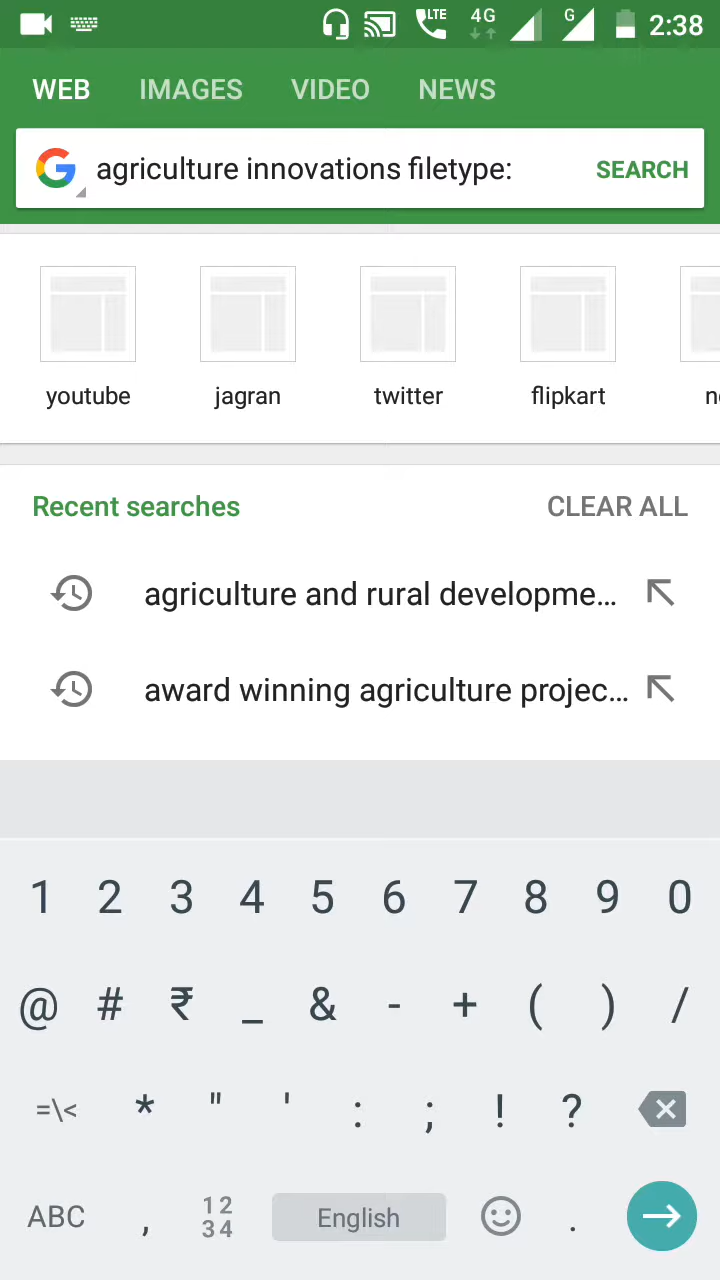 LTE 4G G 2:38
WEB IMAGES VIDEO NEWS
G agriculture innovations filetype: SEARCH
youtube jagran twitter flipkart
Recent searches CLEAR ALL
agriculture and rural developme...
award winning agriculture projec...
1 2 3 4 5 6 7 8 9 0
@ # ₹ _ & - + ( ) /
=\< * " ' : ; ! ?
ABC , 12 34 English .